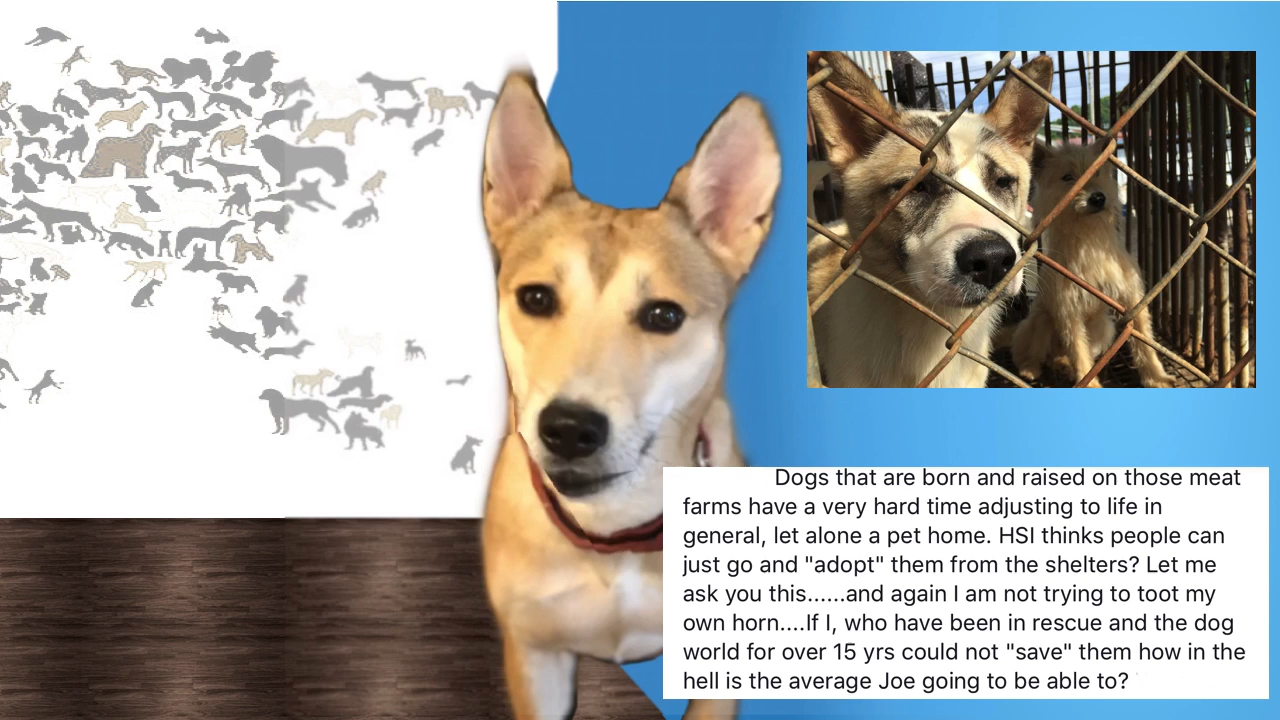 Dogs that are born and raised on those meat
farms have a very hard time adjusting to life in
general, let alone a pet home. HSI thinks people can
just go and "adopt" them from the shelters? Let me
ask you this......and again I am not trying to toot my
own horn....If I, who have been in rescue and the dog
world for over 15 yrs could not "save" them how in the
hell is the average Joe going to be able to?